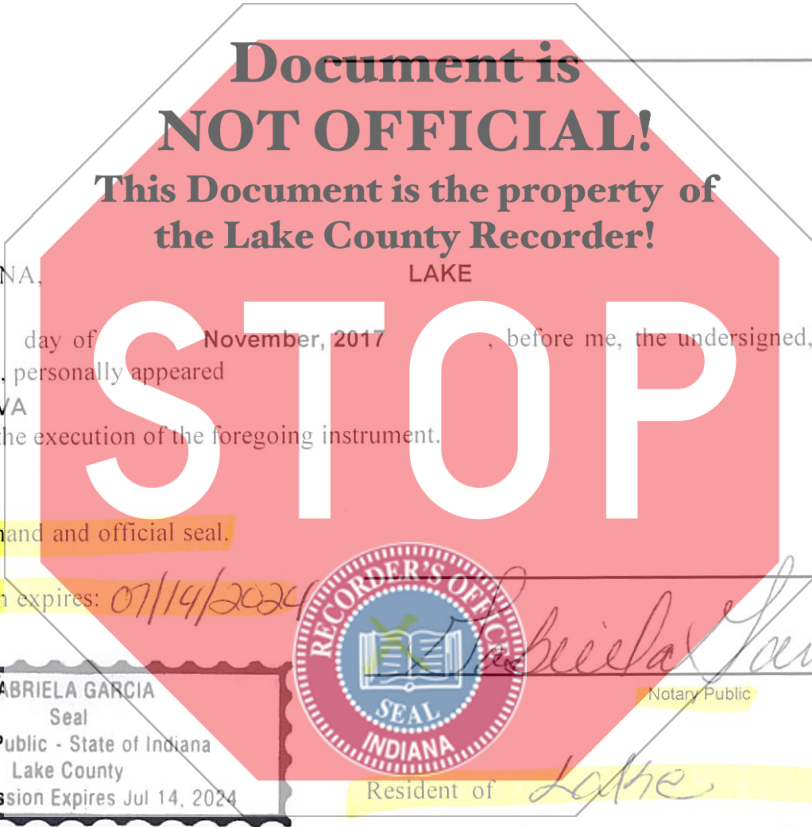 Document is
NOT OFFICIAL!
This Document is the property of
the Lake County Recorder!
NA, LAKE
day of November, 2017 , before me, the undersigned,
, personally appeared
VA
the execution of the foregoing instrument.
STOP
hand and official seal.
expires: 07/14/2024
RECORDER'S OFFICE
SEAL
INDIANA
Gabriela Gar
Notary Public
ABRIELA GARCIA
Seal
Public - State of Indiana
Lake County
ssion Expires Jul 14, 2024
Resident of Lake